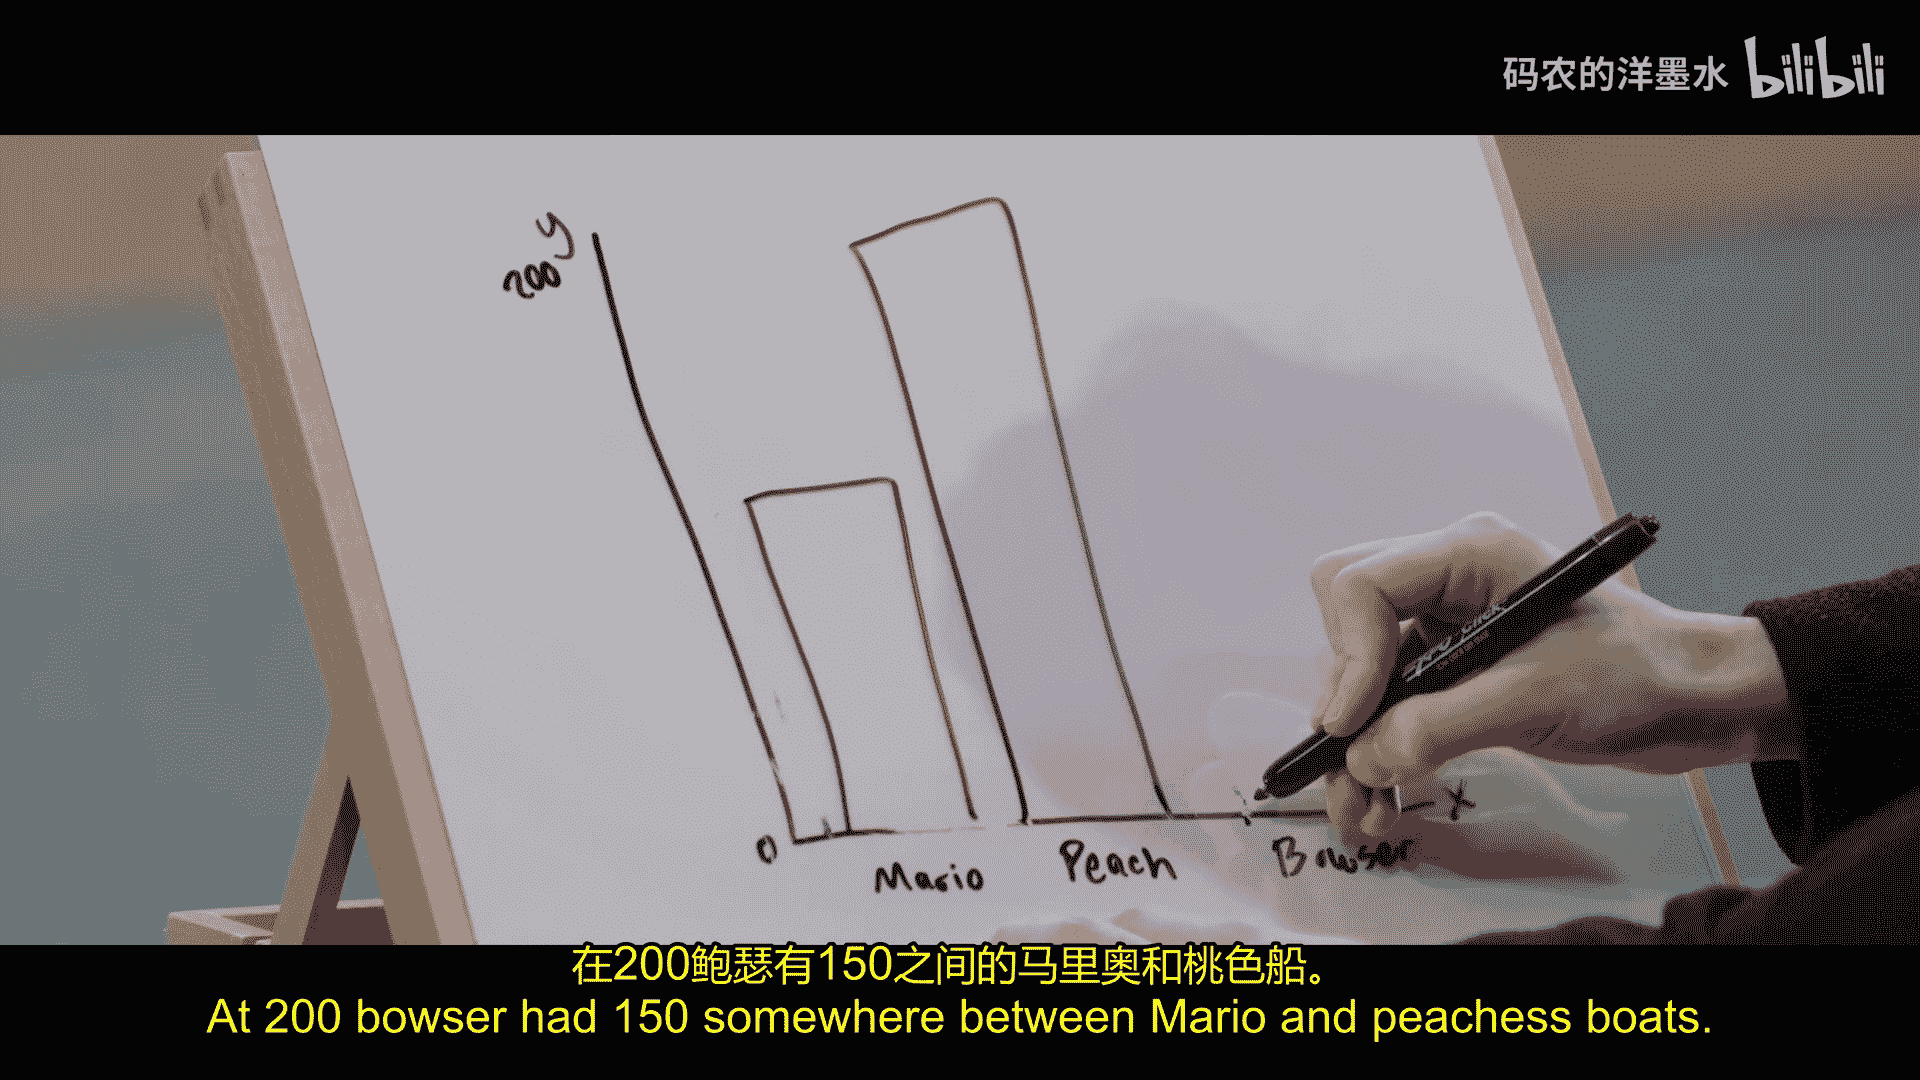 码农的洋墨水 bilibili
y
200
0
Mario Peach Bowser x
在200鲍瑟有150之间的马里奥和桃色船。
At 200 bowser had 150 somewhere between Mario and peachess boats.